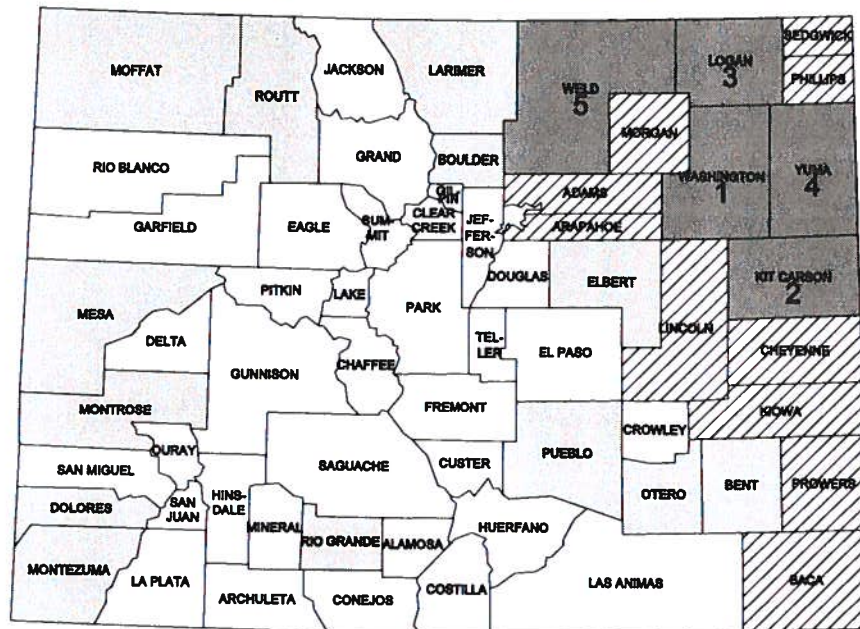 SEDGWICK
JACKSON
LARIMER
LOGAN
3
MOFFAT
WELD
5
PHILLIPS
ROUTT
MORGAN
GRAND
BOULDER
RIO BLANCO
WASHINGTON
1
YUMA
4
GIL-
PIN
ADAMS
CLEAR
CREEK
GARFIELD
EAGLE
SUM-
MIT
JEF-
FER-
SON
ARAPAHOE
DOUGLAS
ELBERT
KIT CARSON
2
PITKIN
LAKE
PARK
MESA
LINCOLN
DELTA
TEL-
LER
EL PASO
CHEYENNE
GUNNISON
CHAFFEE
FREMONT
MONTROSE
KIOWA
CROWLEY
OURAY
PUEBLO
SAN MIGUEL
SAGUACHE
CUSTER
PROWERS
OTERO
BENT
DOLORES
SAN
JUAN
HINS-
DALE
MINERAL
RIO GRANDE
ALAMOSA
HUERFANO
MONTEZUMA
LA PLATA
ARCHULETA
CONEJOS
COSTILLA
LAS ANIMAS
BACA